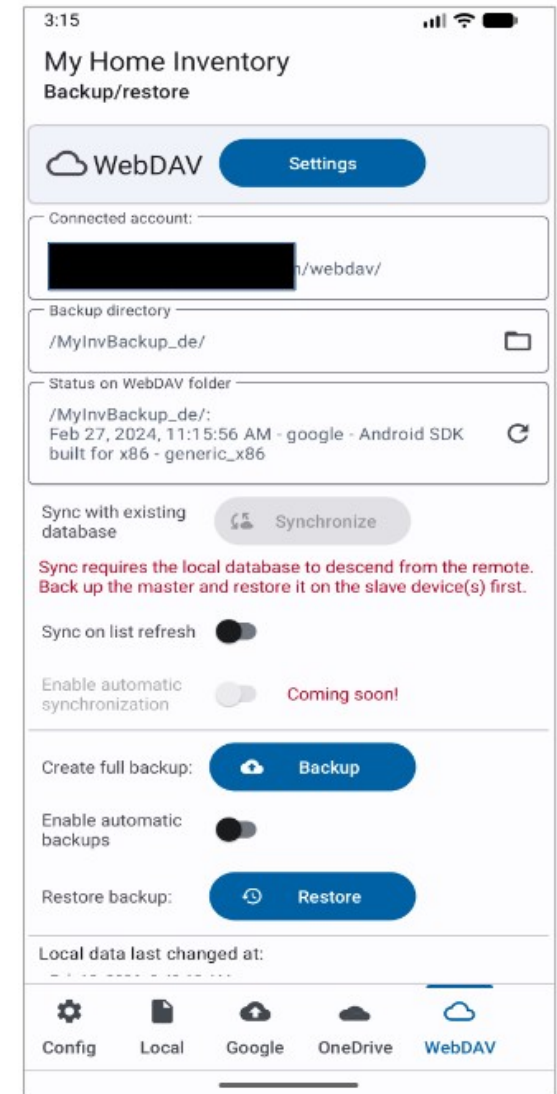 3:15
My Home Inventory
Backup/restore
WebDAV
Settings
Connected account:
/webdav/
Backup directory
/MyInvBackup_de/
Status on WebDAV folder
/MyInvBackup_de/:
Feb 27, 2024, 11:15:56 AM - google - Android SDK
built for x86 - generic_x86
Sync with existing
database
Synchronize
Sync requires the local database to descend from the remote.
Back up the master and restore it on the slave device(s) first.
Sync on list refresh
Enable automatic
synchronization
Coming soon!
Create full backup:
Backup
Enable automatic
backups
Restore backup:
Restore
Local data last changed at:
Config
Local
Google
OneDrive
WebDAV